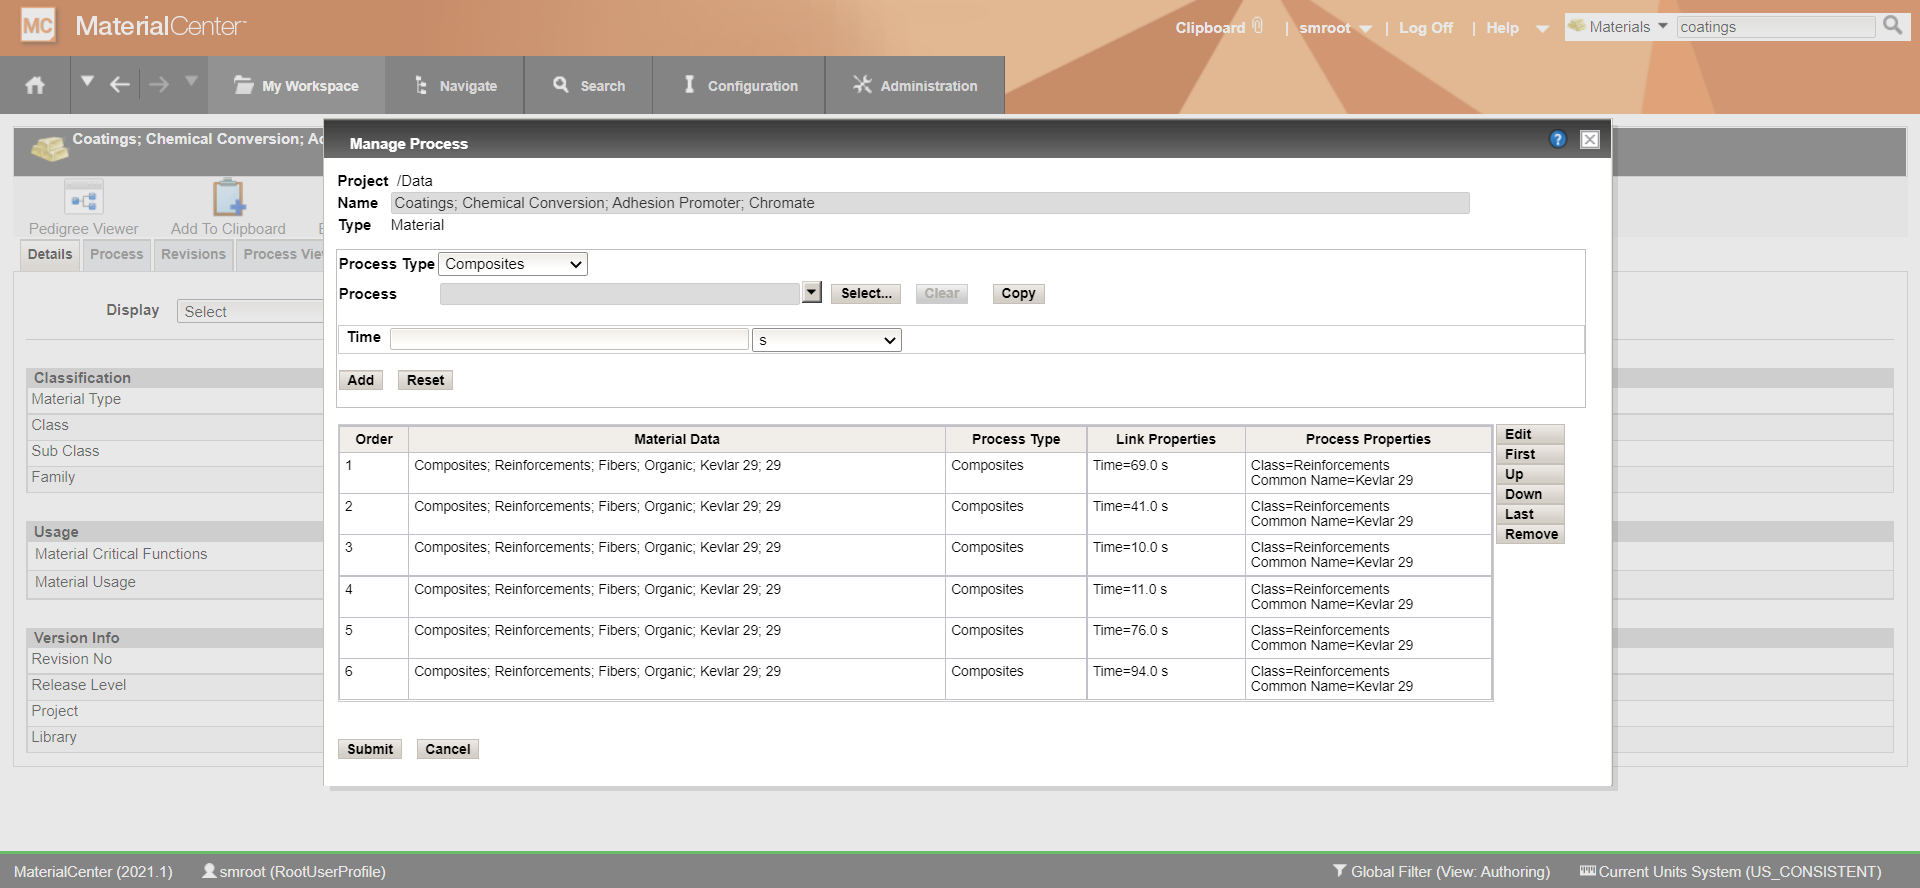 MC MaterialCenter
Clipboard | smroot | Log Off | Help Materials coatings
My Workspace Navigate Search Configuration Administration
Coatings; Chemical Conversion;
Pedigree Viewer Add To Clipboard
Details Process Revisions Process
Display Select
Classification
Material Type
Class
Sub Class
Family
Usage
Material Critical Functions
Material Usage
Version Info
Revision No
Release Level
Project
Library
Manage Process ?
Project /Data
Name Coatings; Chemical Conversion; Adhesion Promoter; Chromate
Type Material
Process Type Composites
Process Select... Clear Copy
Time s
Add Reset
Order Material Data Process Type Link Properties Process Properties
1 Composites; Reinforcements; Fibers; Organic; Kevlar 29; 29 Composites Time=69.0 s Class=Reinforcements
Common Name=Kevlar 29
2 Composites; Reinforcements; Fibers; Organic; Kevlar 29; 29 Composites Time=41.0 s Class=Reinforcements
Common Name=Kevlar 29
3 Composites; Reinforcements; Fibers; Organic; Kevlar 29; 29 Composites Time=10.0 s Class=Reinforcements
Common Name=Kevlar 29
4 Composites; Reinforcements; Fibers; Organic; Kevlar 29; 29 Composites Time=11.0 s Class=Reinforcements
Common Name=Kevlar 29
5 Composites; Reinforcements; Fibers; Organic; Kevlar 29; 29 Composites Time=76.0 s Class=Reinforcements
Common Name=Kevlar 29
6 Composites; Reinforcements; Fibers; Organic; Kevlar 29; 29 Composites Time=94.0 s Class=Reinforcements
Common Name=Kevlar 29
Edit
First
Up
Down
Last
Remove
Submit Cancel
MaterialCenter (2021.1) smroot (RootUserProfile) Global Filter (View: Authoring) Current Units System (US_CONSISTENT)